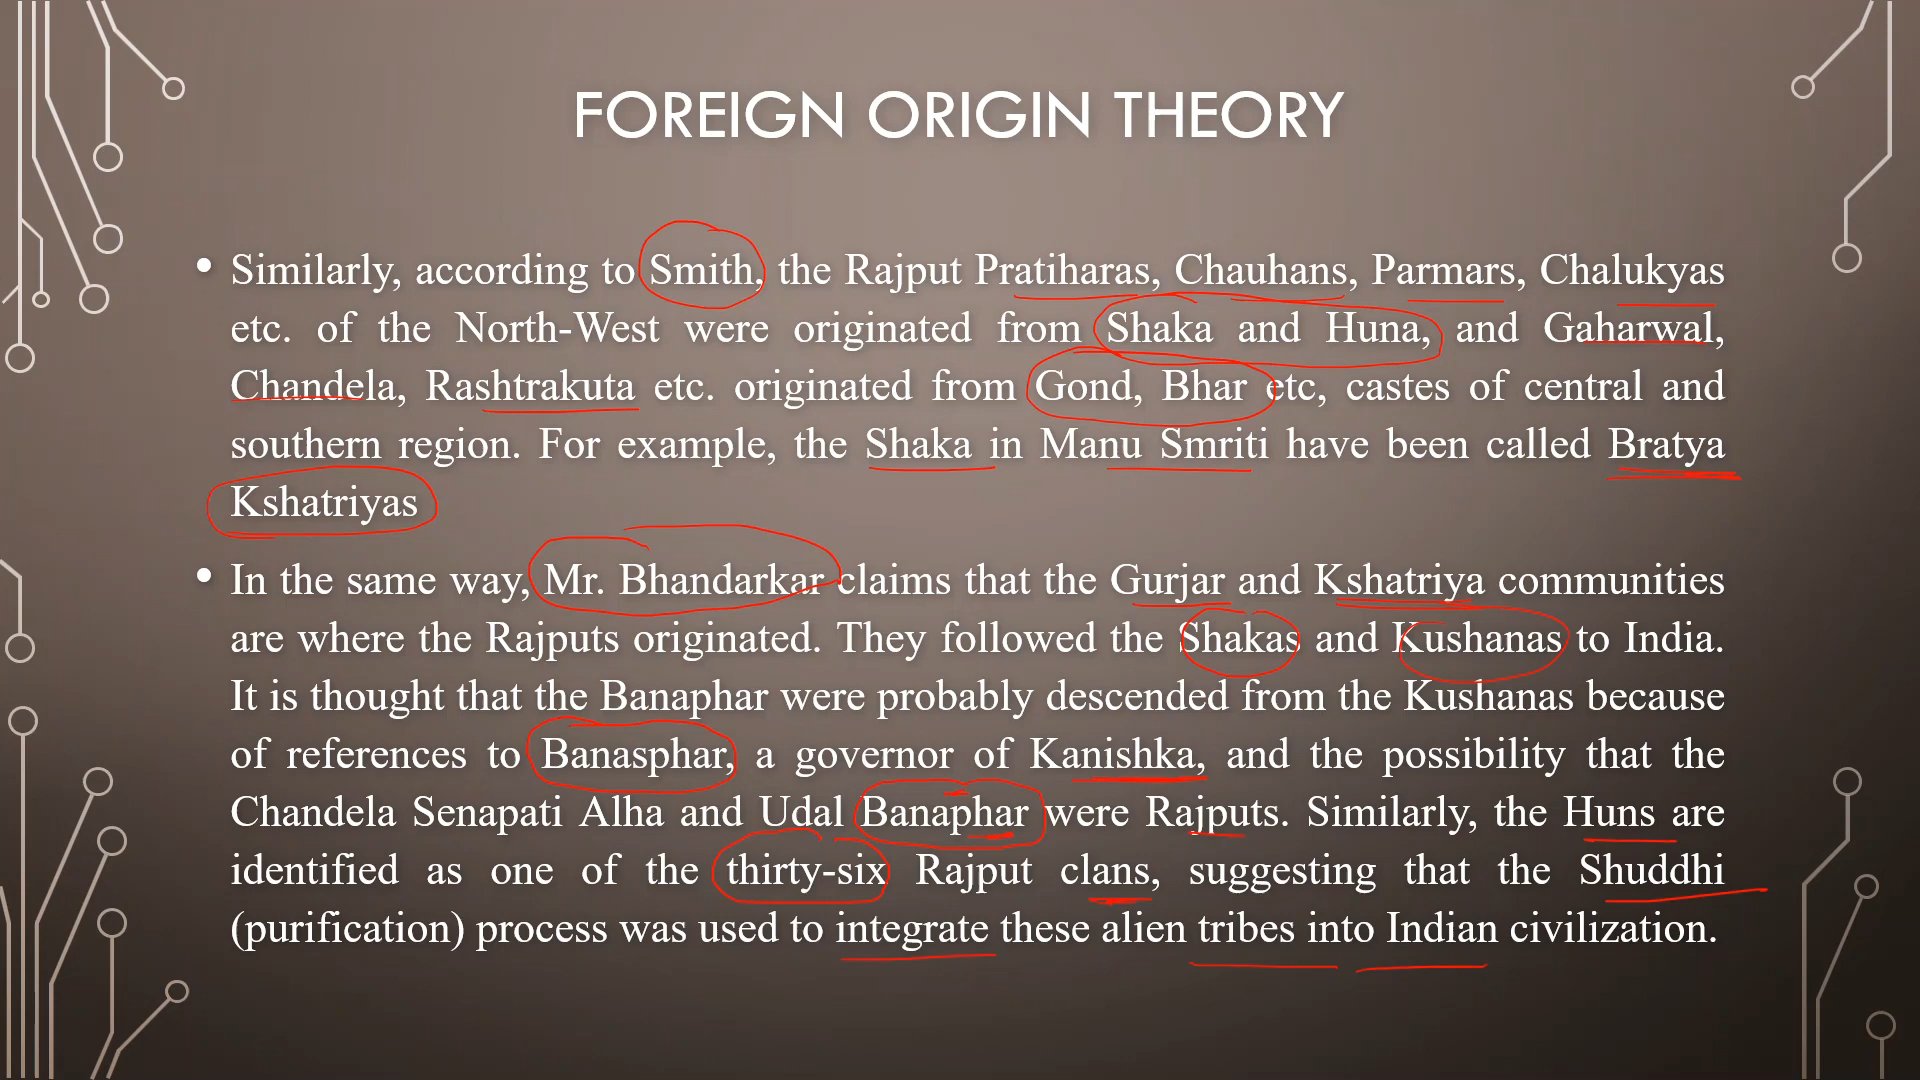 FOREIGN ORIGIN THEORY
• Similarly, according to Smith, the Rajput Pratiharas, Chauhans, Parmars, Chalukyas
etc. of the North-West were originated from Shaka and Huna, and Gaharwal,
Chandela, Rashtrakuta etc. originated from Gond, Bhar etc, castes of central and
southern region. For example, the Shaka in Manu Smriti have been called Bratya
Kshatriyas
• In the same way, Mr. Bhandarkar claims that the Gurjar and Kshatriya communities
are where the Rajputs originated. They followed the Shakas and Kushanas to India.
It is thought that the Banaphar were probably descended from the Kushanas because
of references to Banasphar, a governor of Kanishka, and the possibility that the
Chandela Senapati Alha and Udal Banaphar were Rajputs. Similarly, the Huns are
identified as one of the thirty-six Rajput clans, suggesting that the Shuddhi
(purification) process was used to integrate these alien tribes into Indian civilization.